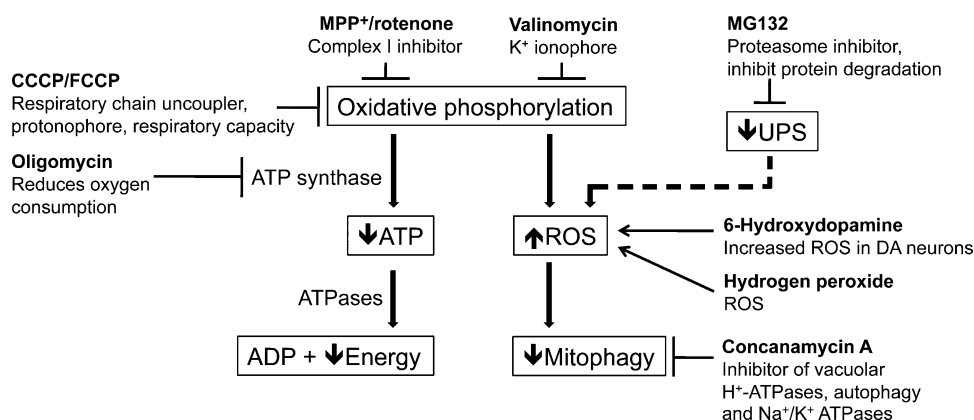 MPP⁺/rotenone
Complex I inhibitor
Valinomycin
K⁺ ionophore
MG132
Proteasome inhibitor,
inhibit protein degradation
CCCP/FCCP
Respiratory chain uncoupler,
protonophore, respiratory capacity
Oxidative phosphorylation
↓UPS
Oligomycin
Reduces oxygen
consumption
ATP synthase
↓ATP
↑ROS
6-Hydroxydopamine
Increased ROS in DA neurons
Hydrogen peroxide
ROS
ATPases
ADP + ↓Energy
↓Mitophagy
Concanamycin A
Inhibitor of vacuolar
H⁺-ATPases, autophagy
and Na⁺/K⁺ ATPases